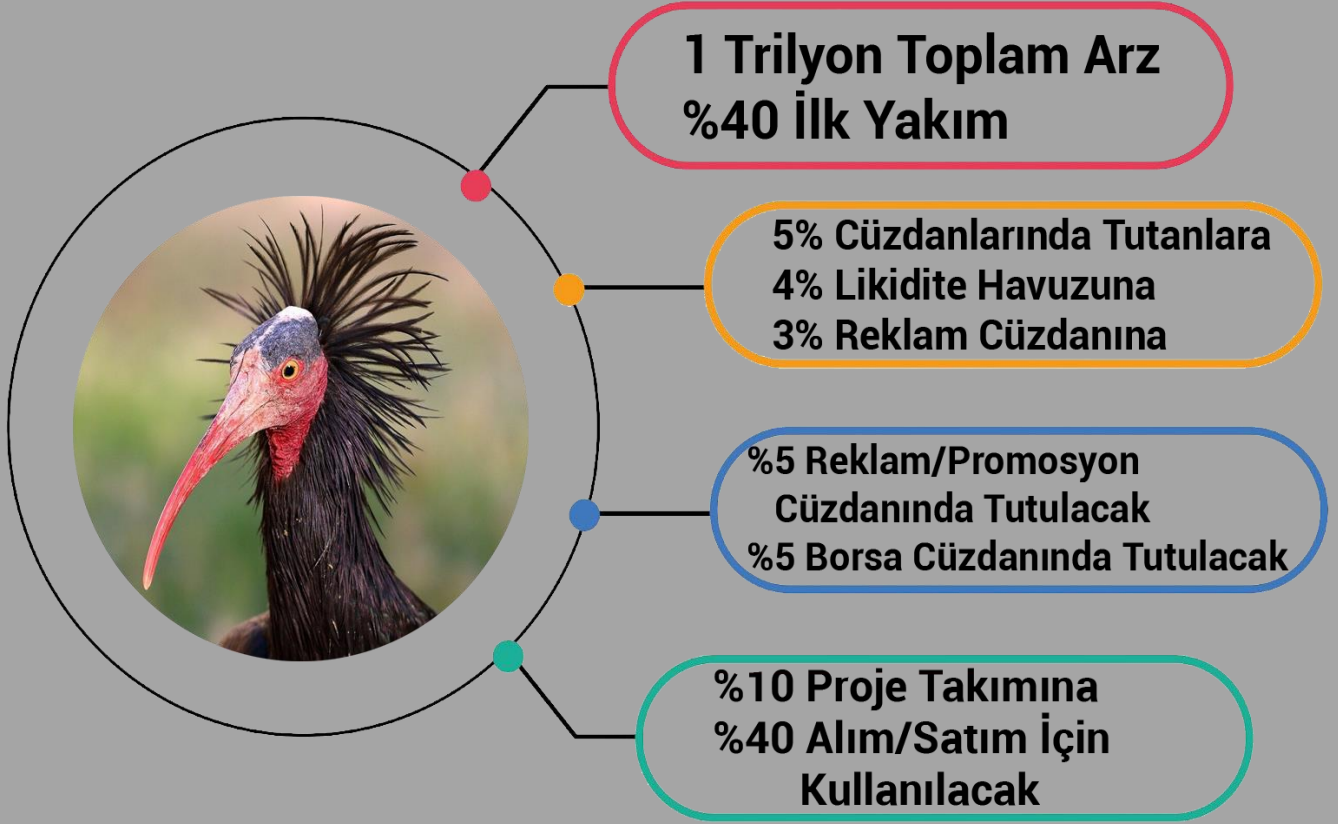 1 Trilyon Toplam Arz
%40 İlk Yakım
5% Cüzdanlarında Tutanlara
4% Likidite Havuzuna
3% Reklam Cüzdanına
%5 Reklam/Promosyon
Cüzdanında Tutulacak
%5 Borsa Cüzdanında Tutulacak
%10 Proje Takımına
%40 Alım/Satım İçin
Kullanılacak